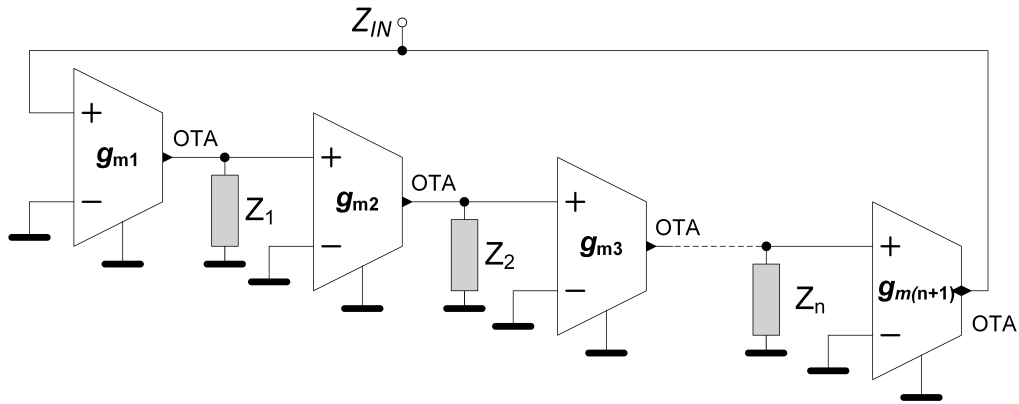 Z_IN
+
OTA
g_m1
−
Z_1
+
OTA
g_m2
−
Z_2
+
OTA
g_m3
−
Z_n
+
g_m(n+1)
−
OTA